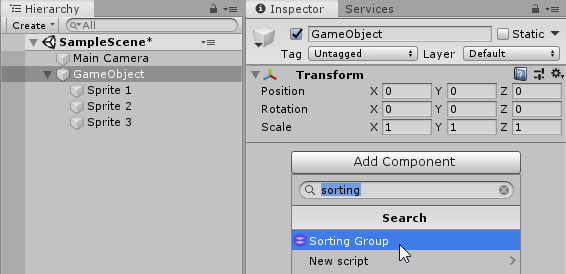 Hierarchy
Create
All
SampleScene*
Main Camera
GameObject
Sprite 1
Sprite 2
Sprite 3
Inspector
Services
GameObject
Static
Tag
Untagged
Layer
Default
Transform
Position X 0 Y 0 Z 0
Rotation X 0 Y 0 Z 0
Scale X 1 Y 1 Z 1
Add Component
sorting
Search
Sorting Group
New script